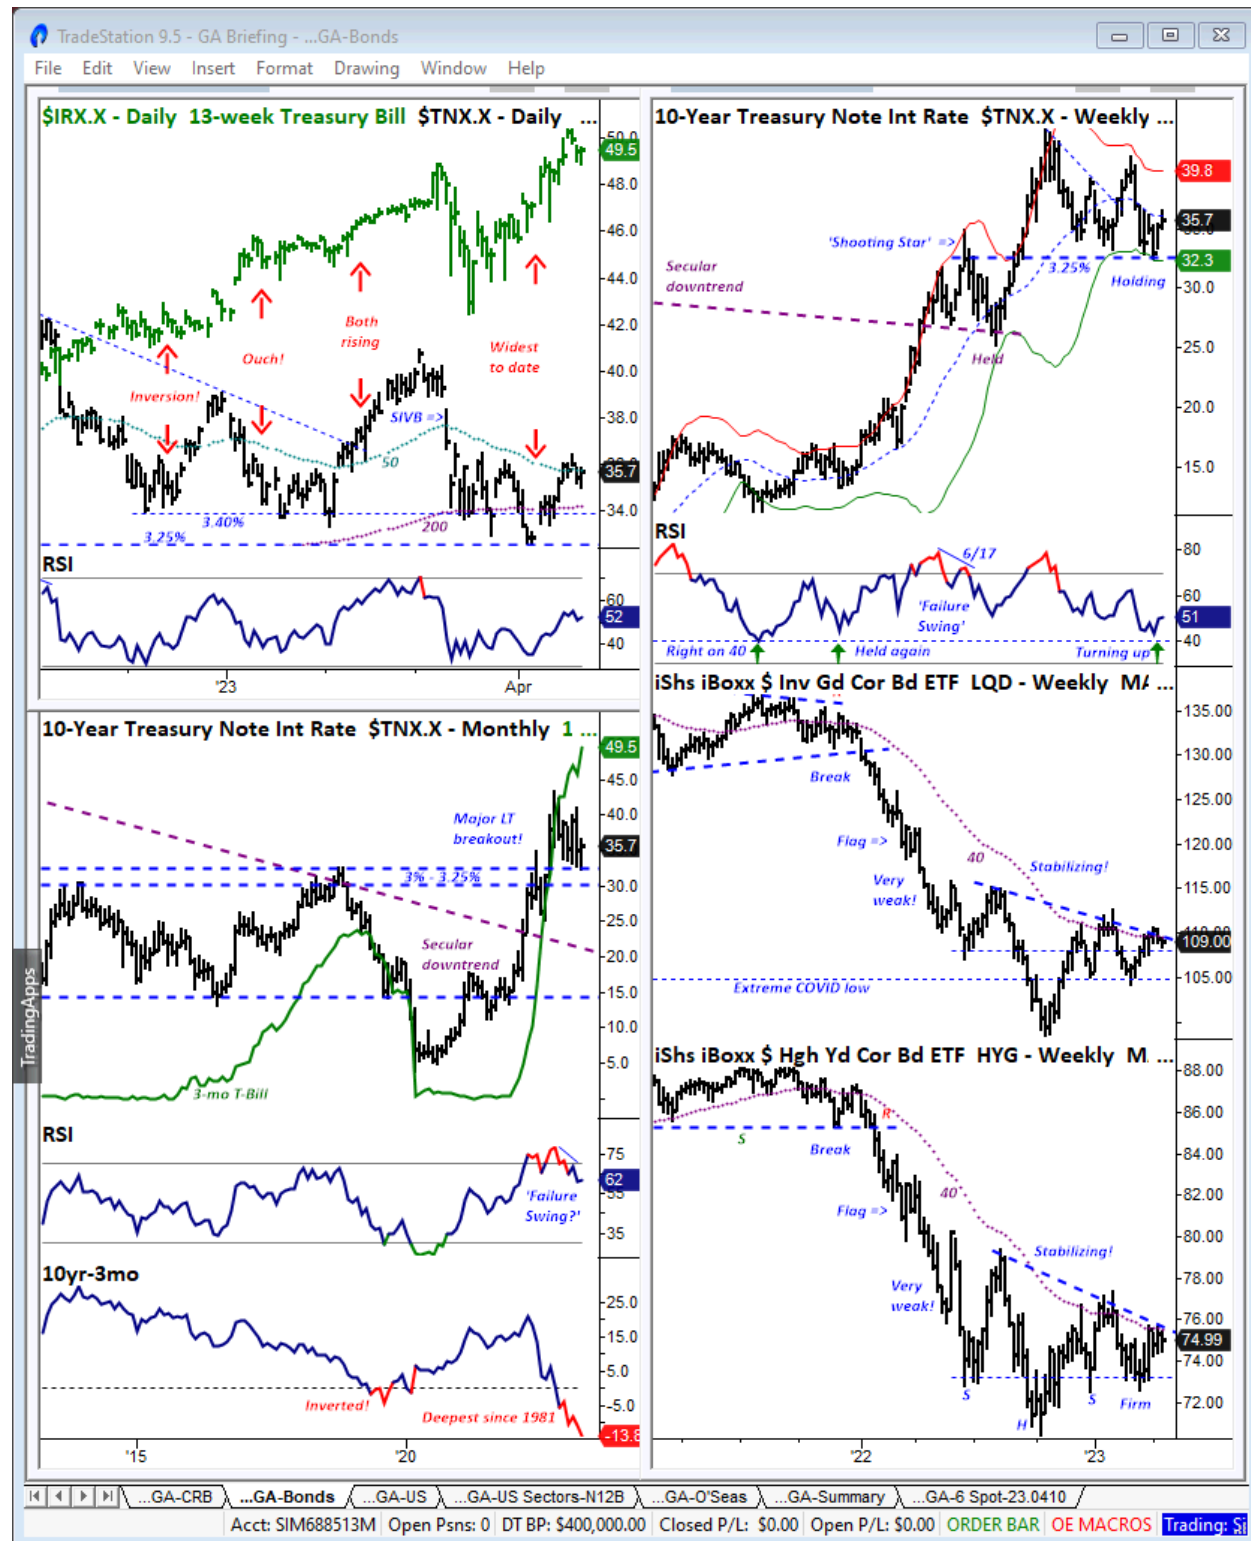 TradeStation 9.5 - GA Briefing - ...GA-Bonds
File Edit View Insert Format Drawing Window Help
$IRX.X - Daily 13-week Treasury Bill $TNX.X - Daily ...
50.0
49.5
48.0
46.0
44.0
42.0
40.0
38.0
35.7
34.0
Inversion!
Ouch!
Both
rising
Widest
to date
SIVB =>
50
200
3.40%
3.25%
RSI
60
52
40
'23
Apr
10-Year Treasury Note Int Rate $TNX.X - Monthly 1 ...
49.5
45.0
40.0
35.7
30.0
25.0
20.0
15.0
10.0
5.0
Major LT
breakout!
3% - 3.25%
Secular
downtrend
3-mo T-Bill
RSI
75
62
55
35
'Failure
Swing?'
10yr-3mo
25.0
15.0
5.0
-5.0
-13.8
Inverted!
Deepest since 1981
'15
'20
10-Year Treasury Note Int Rate $TNX.X - Weekly ...
39.8
35.7
35.0
32.3
30.0
25.0
20.0
15.0
'Shooting Star' =>
3.25%
Holding
Secular
downtrend
Held
RSI
80
60
51
40
6/17
'Failure
Swing'
Right on 40
Held again
Turning up
iShs iBoxx $ Inv Gd Cor Bd ETF LQD - Weekly MA ...
135.00
130.00
125.00
120.00
115.00
110.00
109.00
105.00
Break
Flag =>
Very
weak!
40
Stabilizing!
Extreme COVID low
iShs iBoxx $ Hgh Yd Cor Bd ETF HYG - Weekly M. ...
88.00
86.00
84.00
82.00
80.00
78.00
76.00
74.99
74.00
72.00
S
R
Break
40
Flag =>
Very
weak!
Stabilizing!
S
H
S
Firm
'22
'23
TradingApps
...GA-CRB ...GA-Bonds ...GA-US ...GA-US Sectors-N12B ...GA-O'Seas ...GA-Summary ...GA-6 Spot-23.0410
Acct: SIM688513M Open Psns: 0 DT BP: $400,000.00 Closed P/L: $0.00 Open P/L: $0.00 ORDER BAR OE MACROS Trading: Si